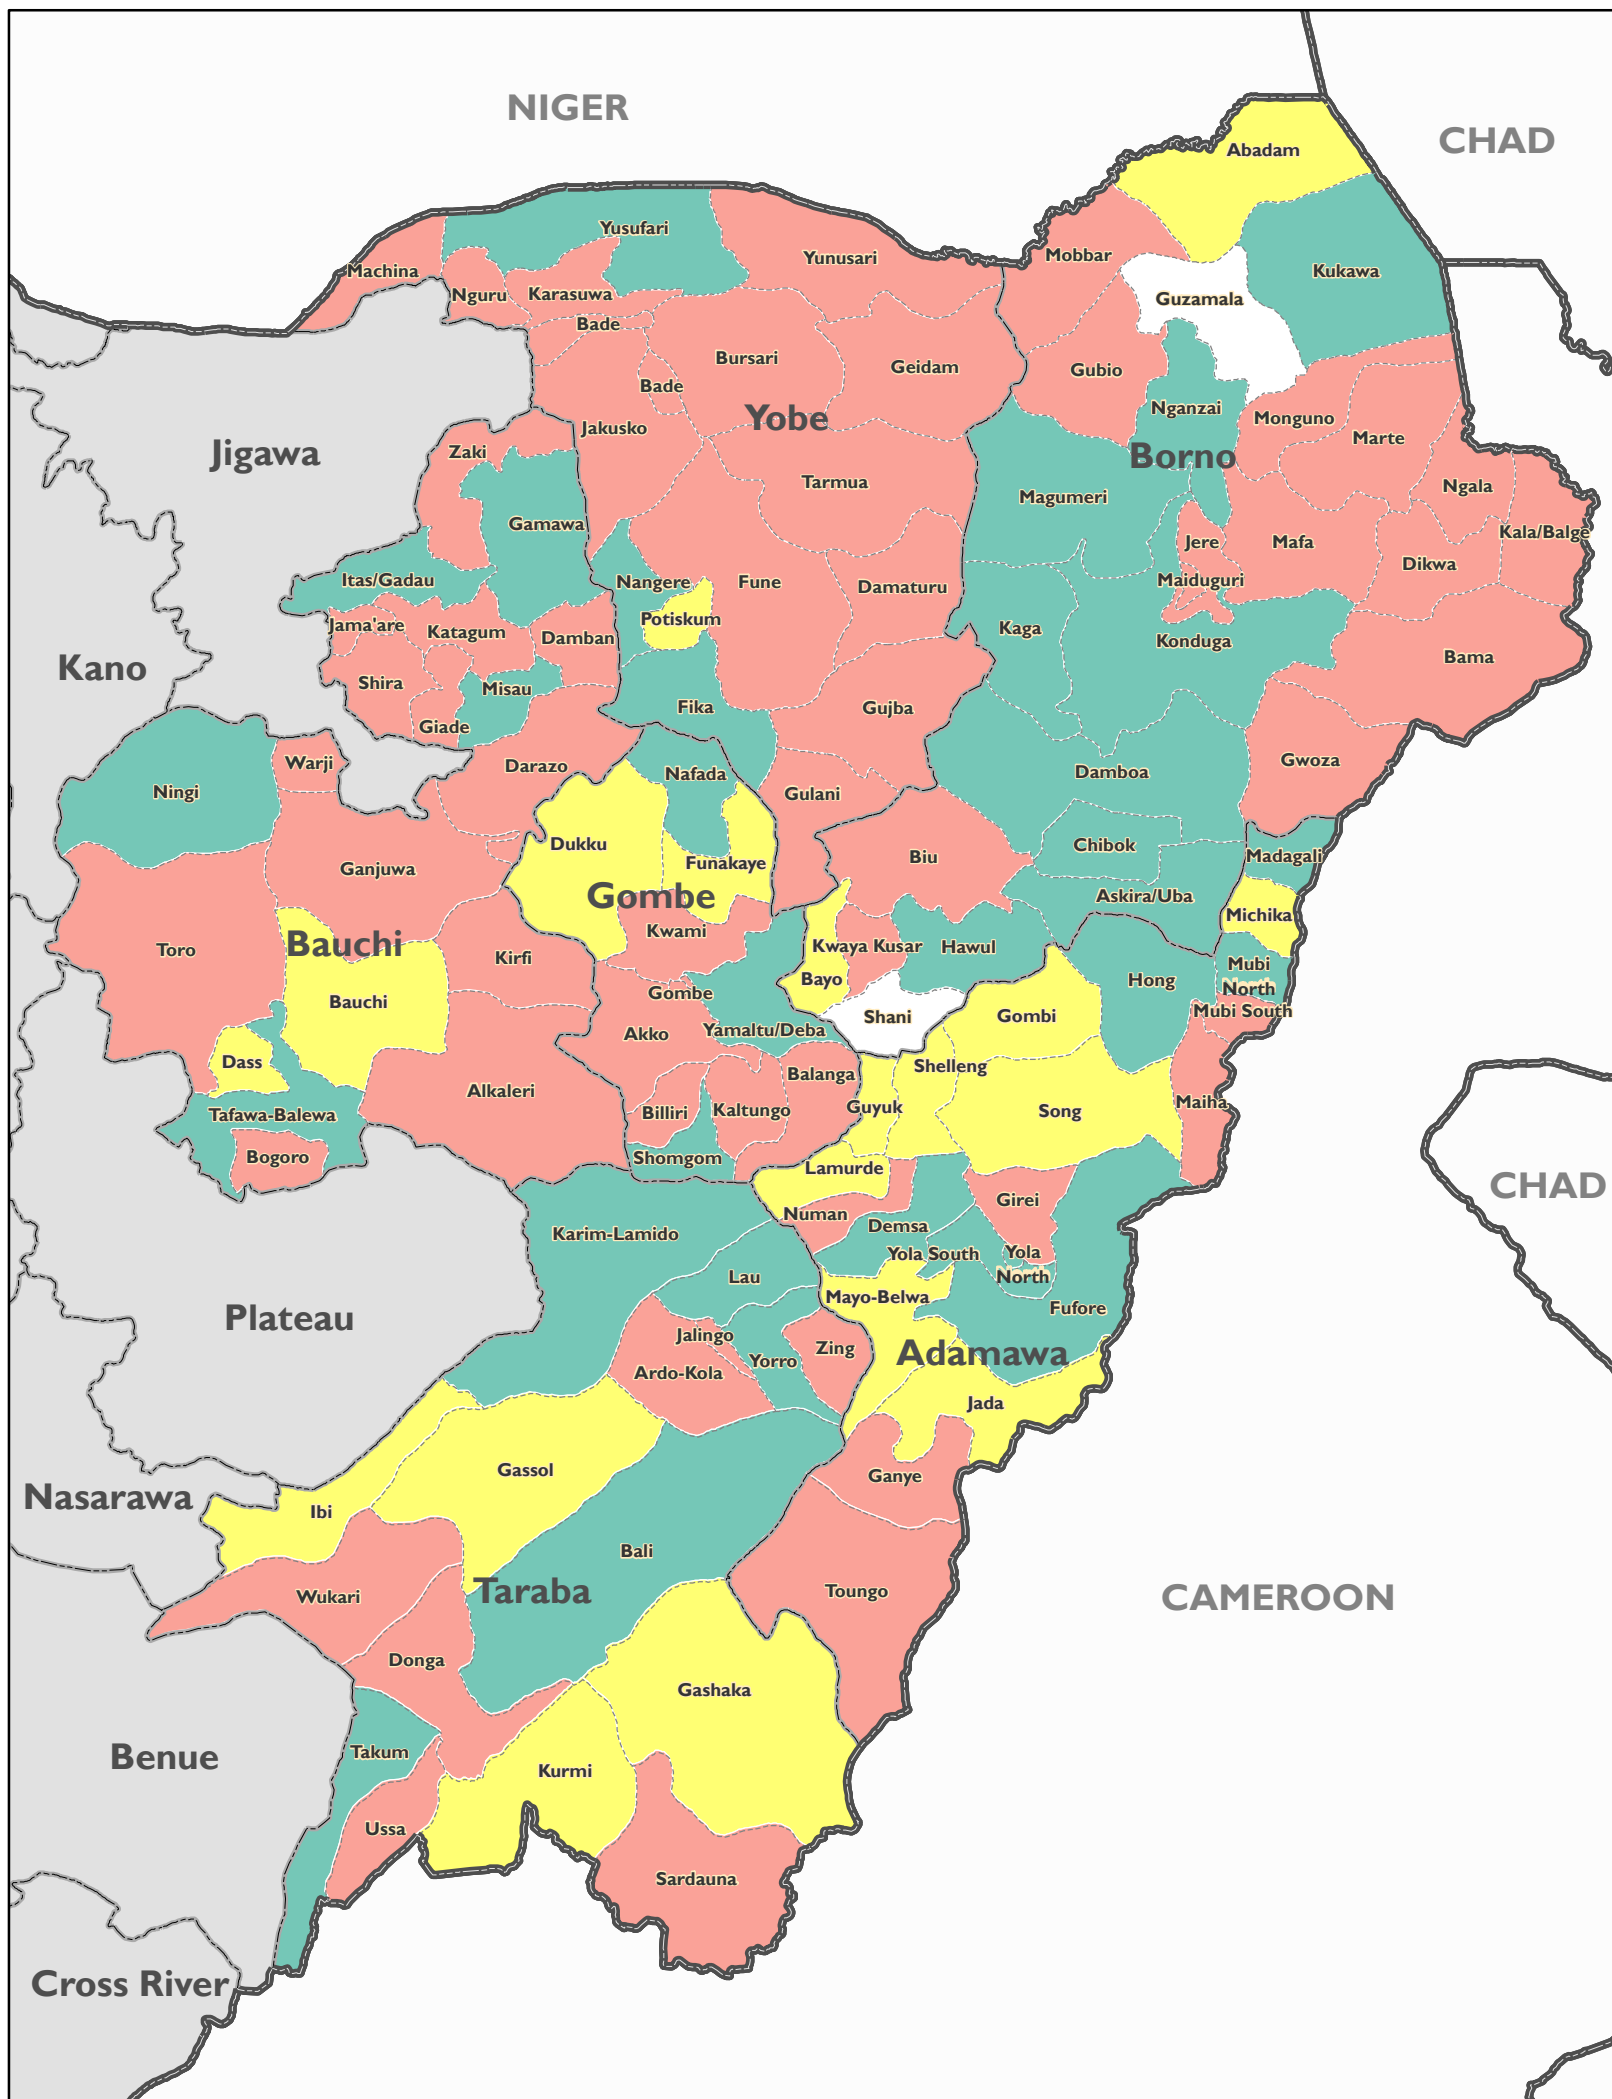 NIGER
CHAD
Abadam
Yusufari
Yunusari
Mobbar
Machina
Kukawa
Nguru
Karasuwa
Guzamala
Bade
Bursari
Geidam
Gubio
Bade
Nganzai
Yobe
Monguno
Jakusko
Marte
Jigawa
Zaki
Borno
Tarmua
Ngala
Magumeri
Gamawa
Kala/Balge
Jere
Mafa
Dikwa
Itas/Gadau
Nangere
Fune
Damaturu
Maiduguri
Potiskum
Jama'are
Katagum
Damban
Kaga
Konduga
Bama
Kano
Shira
Misau
Fika
Gujba
Giade
Warji
Darazo
Nafada
Damboa
Gwoza
Ningi
Gulani
Dukku
Chibok
Madagali
Biu
Funakaye
Ganjuwa
Gombe
Askira/Uba
Michika
Kwami
Bauchi
Kwaya Kusar
Hawul
Toro
Kirfi
Mubi
North
Bayo
Hong
Gombe
Bauchi
Mubi South
Shani
Gombi
Akko
Yamaltu/Deba
Dass
Shelleng
Balanga
Alkaleri
Maiha
Guyuk
Billiri
Kaltungo
Song
Tafawa-Balewa
Bogoro
Shomgom
Lamurde
CHAD
Girei
Numan
Demsa
Karim-Lamido
Yola South
Yola
North
Lau
Mayo-Belwa
Fufore
Plateau
Jalingo
Zing
Adamawa
Yorro
Ardo-Kola
Jada
Gassol
Ganye
Nasarawa
Ibi
Bali
Taraba
Toungo
Wukari
CAMEROON
Donga
Gashaka
Takum
Benue
Kurmi
Ussa
Sardauna
Cross River